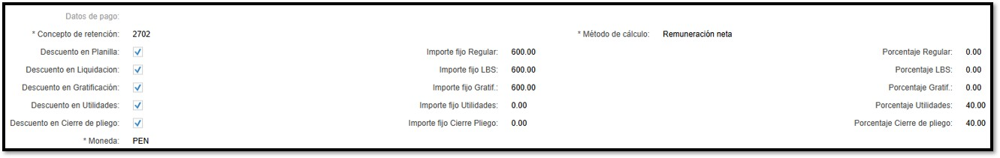 Datos de pago:
* Concepto de retención: 2702 * Método de cálculo: Remuneración neta
Descuento en Planilla: Importe fijo Regular: 600.00 Porcentaje Regular: 0.00
Descuento en Liquidacion: Importe fijo LBS: 600.00 Porcentaje LBS: 0.00
Descuento en Gratificación: Importe fijo Gratif.: 600.00 Porcentaje Gratif.: 0.00
Descuento en Utilidades: Importe fijo Utilidades: 0.00 Porcentaje Utilidades: 40.00
Descuento en Cierre de pliego: Importe fijo Cierre Pliego: 0.00 Porcentaje Cierre de pliego: 40.00
* Moneda: PEN